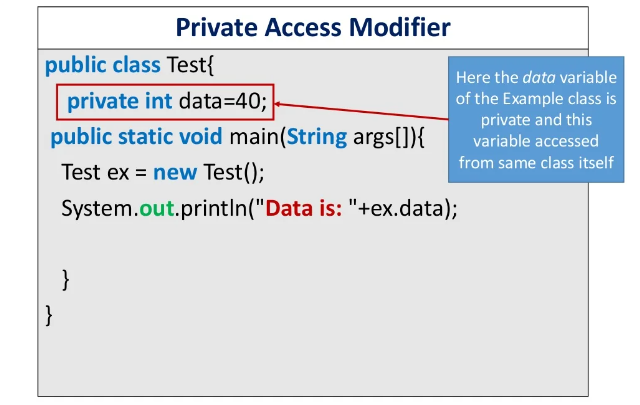 Private Access Modifier
public class Test{
private int data=40;
public static void main(String args[]){
Test ex = new Test();
System.out.println("Data is: "+ex.data);
}
}
Here the data variable
of the Example class is
private and this
variable accessed
from same class itself